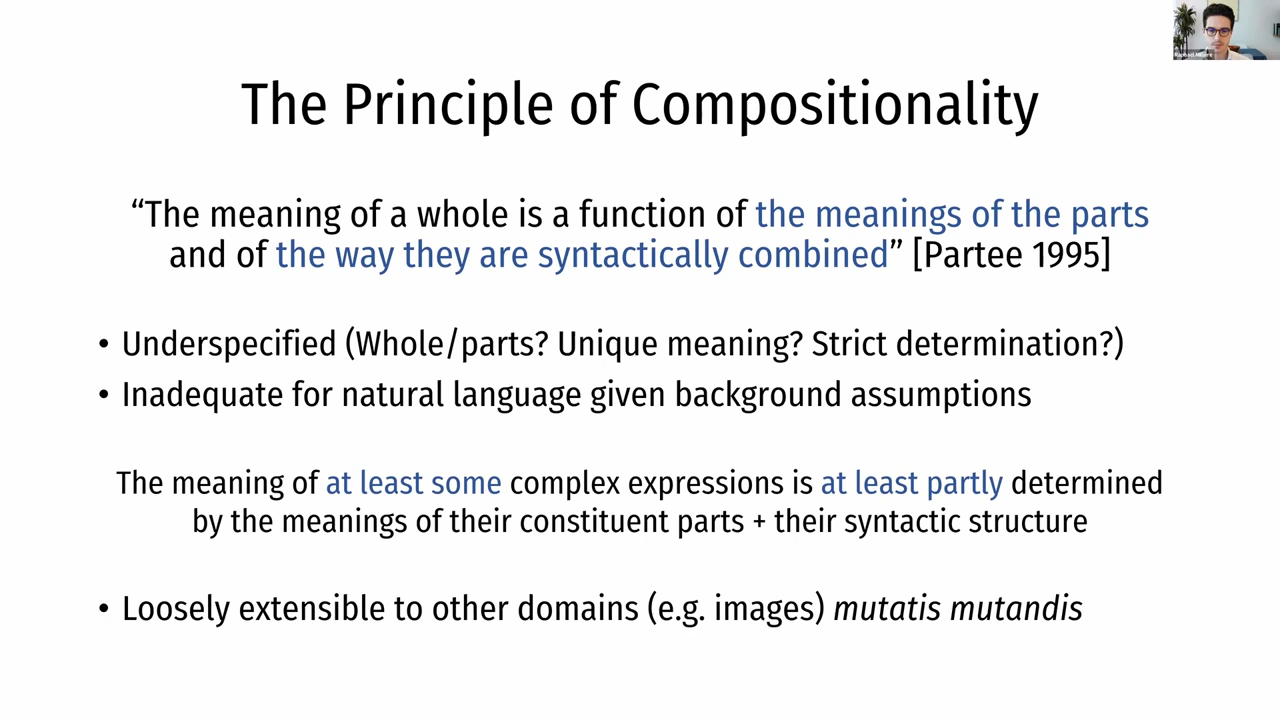 The Principle of Compositionality
“The meaning of a whole is a function of the meanings of the parts
and of the way they are syntactically combined” [Partee 1995]
• Underspecified (Whole/parts? Unique meaning? Strict determination?)
• Inadequate for natural language given background assumptions
The meaning of at least some complex expressions is at least partly determined
by the meanings of their constituent parts + their syntactic structure
• Loosely extensible to other domains (e.g. images) mutatis mutandis